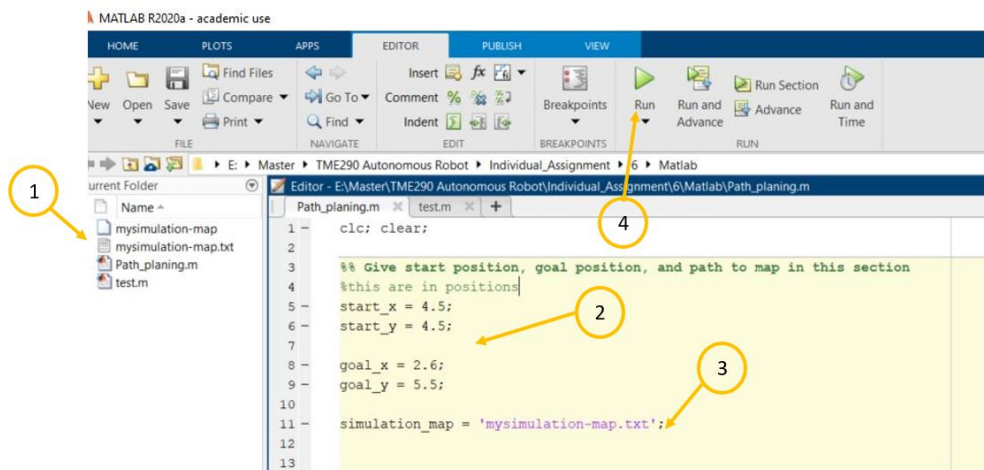 MATLAB R2020a - academic use
HOME PLOTS APPS EDITOR PUBLISH VIEW
New Open Save Find Files Compare Print
FILE
Go To Find
NAVIGATE
Insert fx
Comment
Indent
EDIT
Breakpoints
BREAKPOINTS
Run Run and Advance Run Section Advance Run and Time
RUN
E: Master TME290 Autonomous Robot Individual_Assignment 6 Matlab
urrent Folder
Name
mysimulation-map
mysimulation-map.txt
Path_planing.m
test.m
Editor - E:\Master\TME290 Autonomous Robot\Individual_Assignment\6\Matlab\Path_planing.m
Path_planing.m test.m +
1 clc; clear;
2
3 %% Give start position, goal position, and path to map in this section
4 %this are in positions
5 start_x = 4.5;
6 start_y = 4.5;
7
8 goal_x = 2.6;
9 goal_y = 5.5;
10
11 simulation_map = 'mysimulation-map.txt';
12
13
1
2
3
4